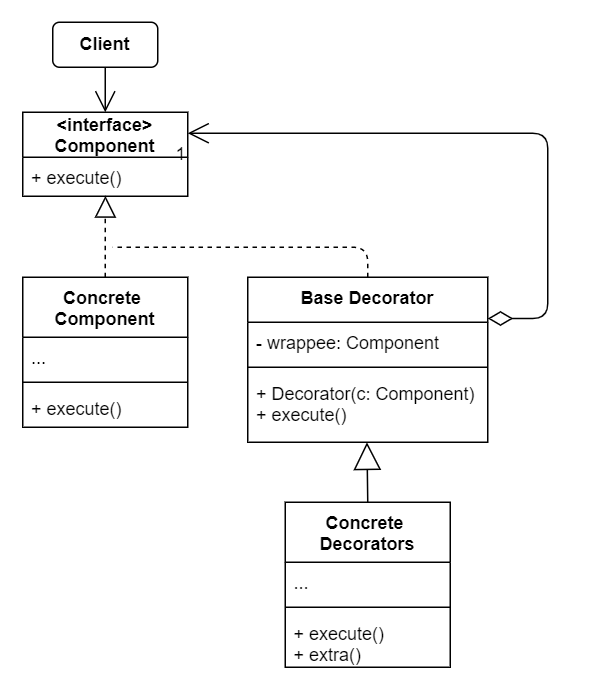 Client
<interface>
Component
1
+ execute()
Concrete
Component
...
+ execute()
Base Decorator
- wrappee: Component
+ Decorator(c: Component)
+ execute()
Concrete
Decorators
...
+ execute()
+ extra()